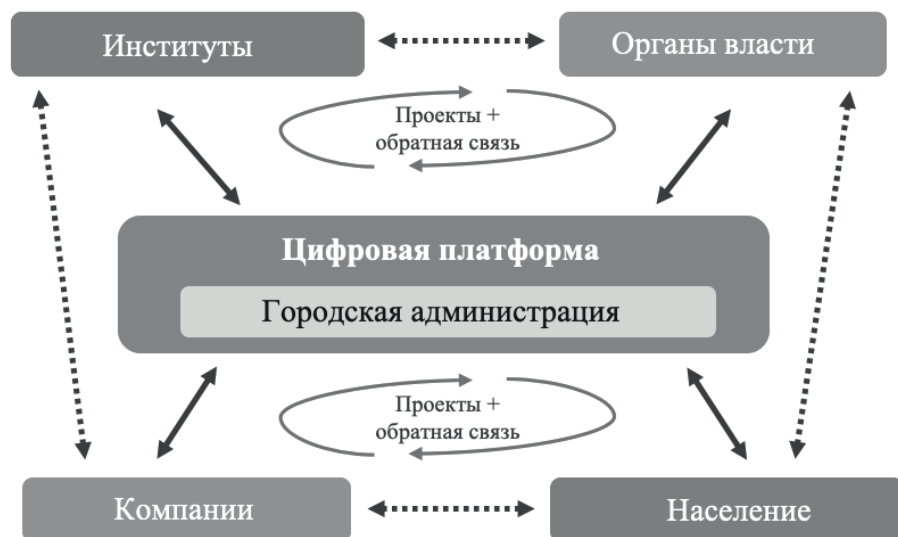 Институты
Органы власти
Проекты +
обратная связь
Цифровая платформа
Городская администрация
Проекты +
обратная связь
Компании
Население